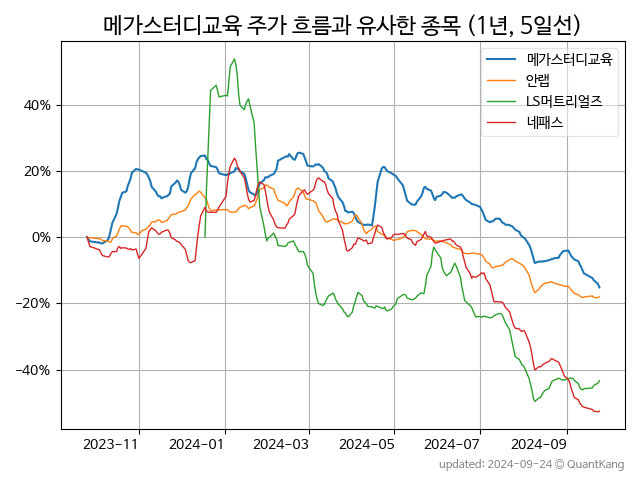 메가스터디교육 주가 흐름과 유사한 종목 (1년, 5일선)
메가스터디교육
안랩
LS머트리얼즈
네패스
40%
20%
0%
−20%
−40%
2023−11
2024−01
2024−03
2024−05
2024−07
2024−09
updated: 2024-09-24 © QuantKang